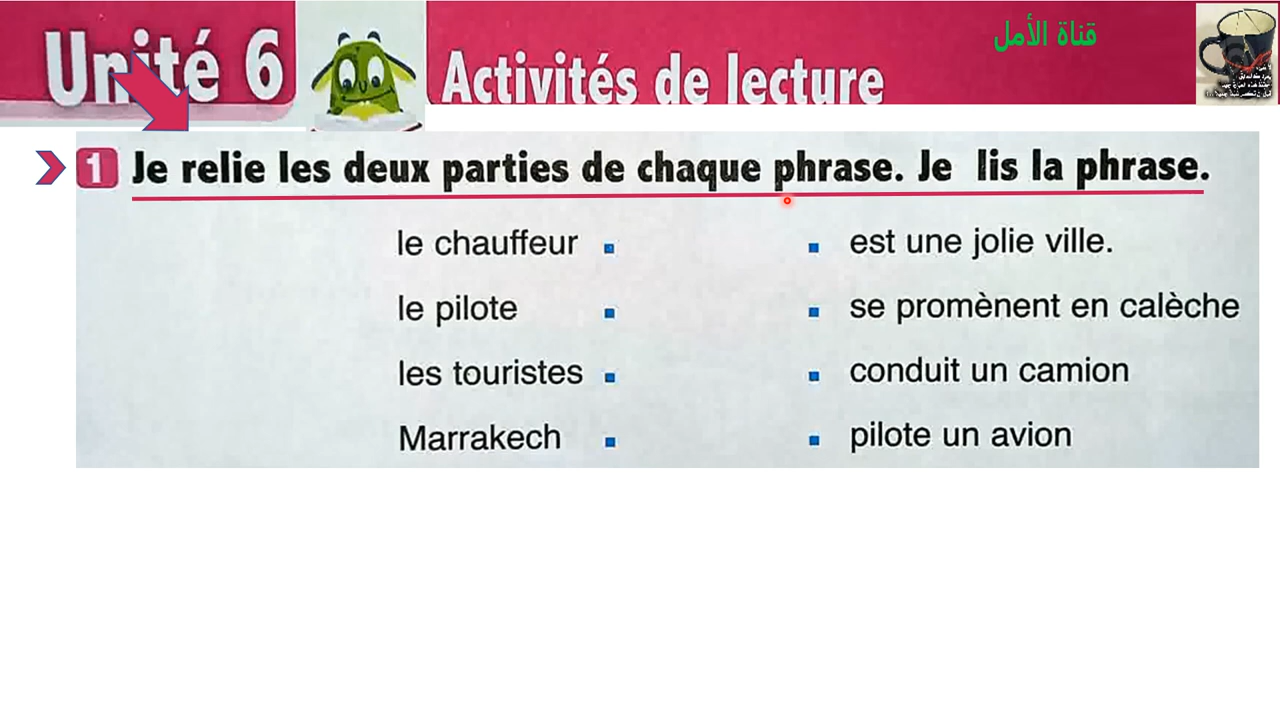 Unité 6
Activités de lecture
قناة الأمل
1 Je relie les deux parties de chaque phrase. Je lis la phrase.
le chauffeur
est une jolie ville.
le pilote
se promènent en calèche
les touristes
conduit un camion
Marrakech
pilote un avion